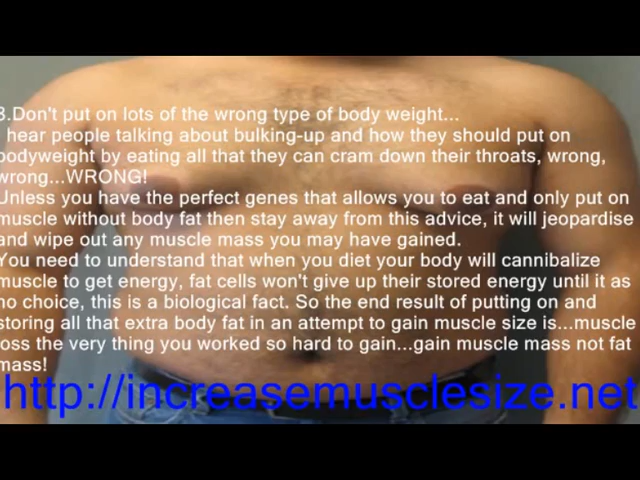 3.Don't put on lots of the wrong type of body weight...
hear people talking about bulking-up and how they should put on
bodyweight by eating all that they can cram down their throats, wrong,
wrong...WRONG!
Unless you have the perfect genes that allows you to eat and only put on
muscle without body fat then stay away from this advice, it will jeopardise
and wipe out any muscle mass you may have gained.
You need to understand that when you diet your body will cannibalize
muscle to get energy, fat cells won't give up their stored energy until it as
no choice, this is a biological fact. So the end result of putting on and
storing all that extra body fat in an attempt to gain muscle size is...muscle
loss the very thing you worked so hard to gain...gain muscle mass not fat
mass!
http://increasemusclesize.net